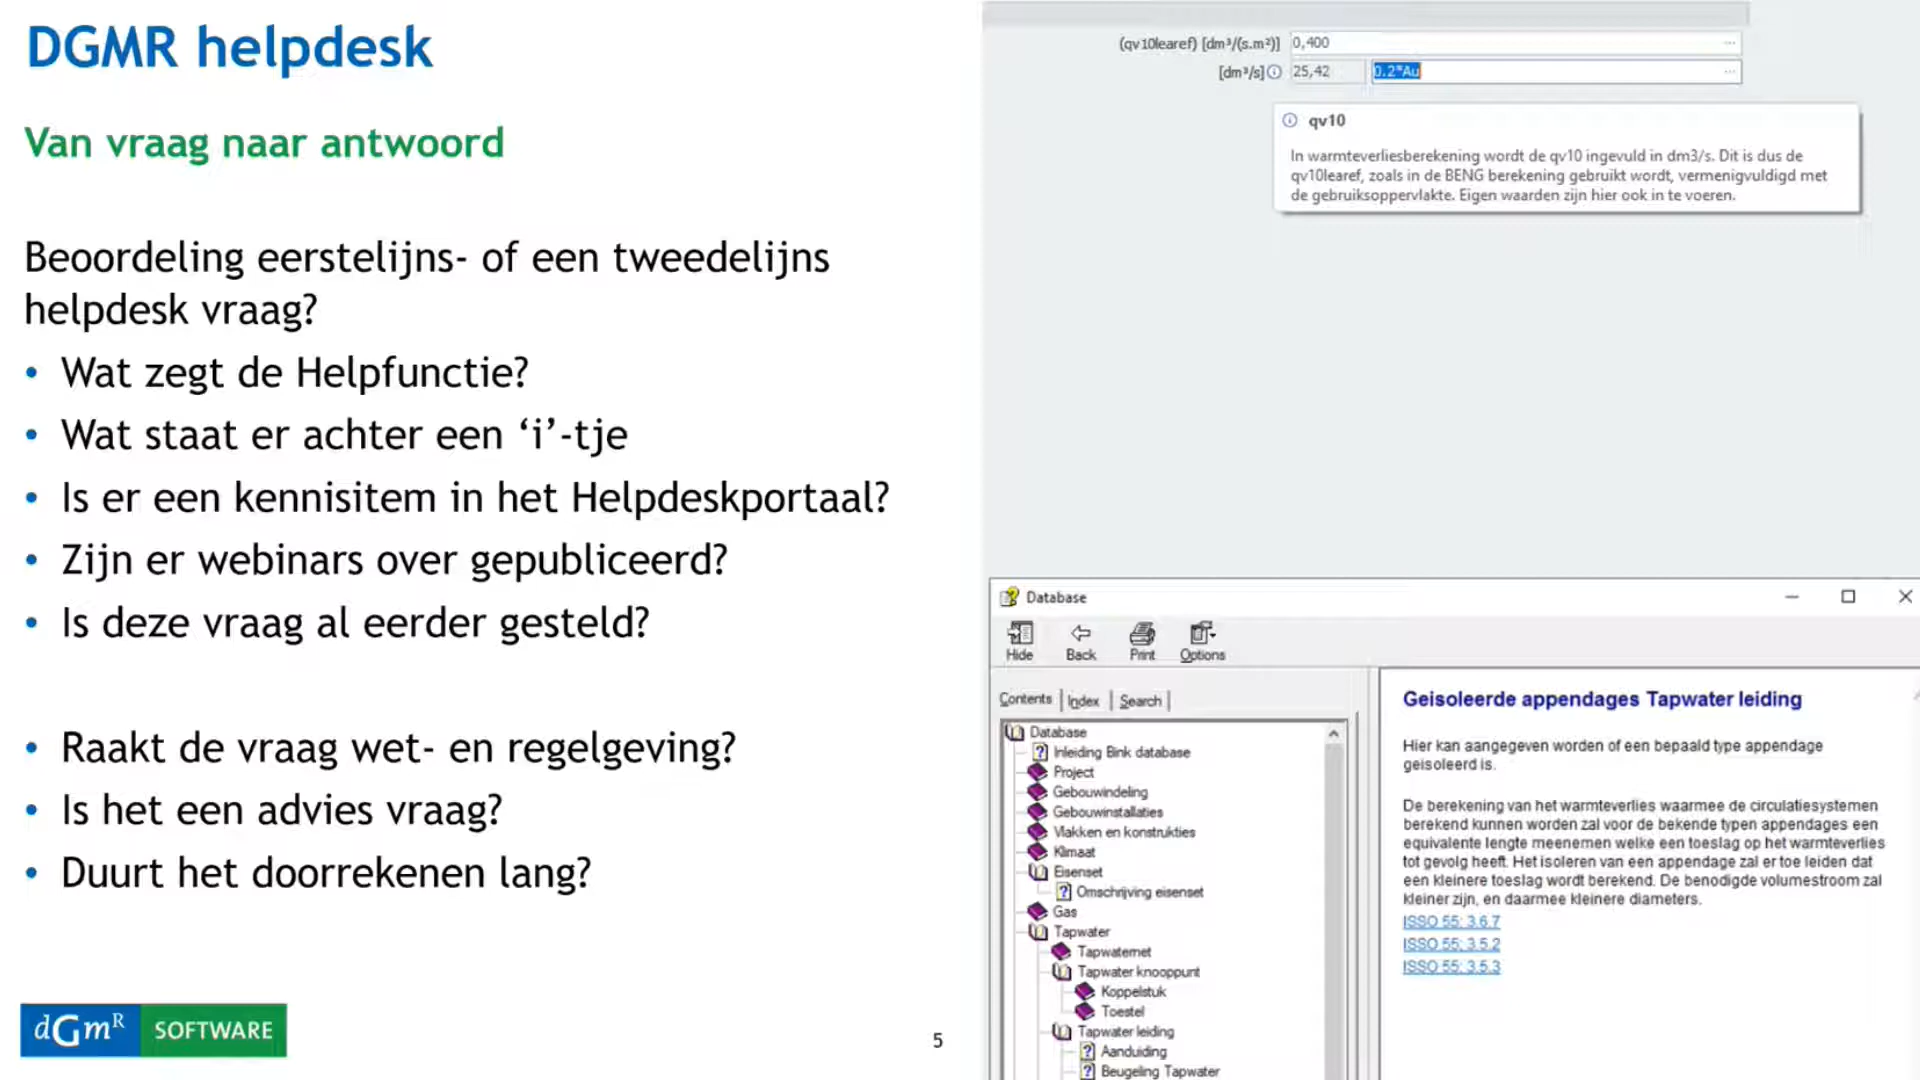 DGMR helpdesk
Van vraag naar antwoord
Beoordeling eerstelijns- of een tweedelijns
helpdesk vraag?
• Wat zegt de Helpfunctie?
• Wat staat er achter een ‘i’-tje
• Is er een kennisitem in het Helpdeskportaal?
• Zijn er webinars over gepubliceerd?
• Is deze vraag al eerder gesteld?
• Raakt de vraag wet- en regelgeving?
• Is het een advies vraag?
• Duurt het doorrekenen lang?
dGmR SOFTWARE
5
(qv10learef) [dm³/(s.m²)] 0,400 ...
[dm³/s] 25,42 0.2*Au ...
qv10
In warmteverliesberekening wordt de qv10 ingevuld in dm3/s. Dit is dus de
qv10learef, zoals in de BENG berekening gebruikt wordt, vermenigvuldigd met
de gebruiksoppervlakte. Eigen waarden zijn hier ook in te voeren.
Database
Hide Back Print Options
Contents Index Search
Database
Inleiding Bink database
Project
Gebouwindeling
Gebouwinstallaties
Vlakken en konstrukties
Klimaat
Eisenset
Omschrijving eisenset
Gas
Tapwater
Tapwaternet
Tapwater knooppunt
Koppelstuk
Toestel
Tapwater leiding
Aanduiding
Beugeling Tapwater
Geisoleerde appendages Tapwater leiding
Hier kan aangegeven worden of een bepaald type appendage
geisoleerd is.
De berekening van het warmteverlies waarmee de circulatiesystemen
berekend kunnen worden zal voor de bekende typen appendages een
equivalente lengte meenemen welke een toeslag op het warmteverlies
tot gevolg heeft. Het isoleren van een appendage zal er toe leiden dat
een kleinere toeslag wordt berekend. De benodigde volumestroom zal
kleiner zijn, en daarmee kleinere diameters.
ISSO 55: 3.6.7
ISSO 55: 3.5.2
ISSO 55: 3.5.3